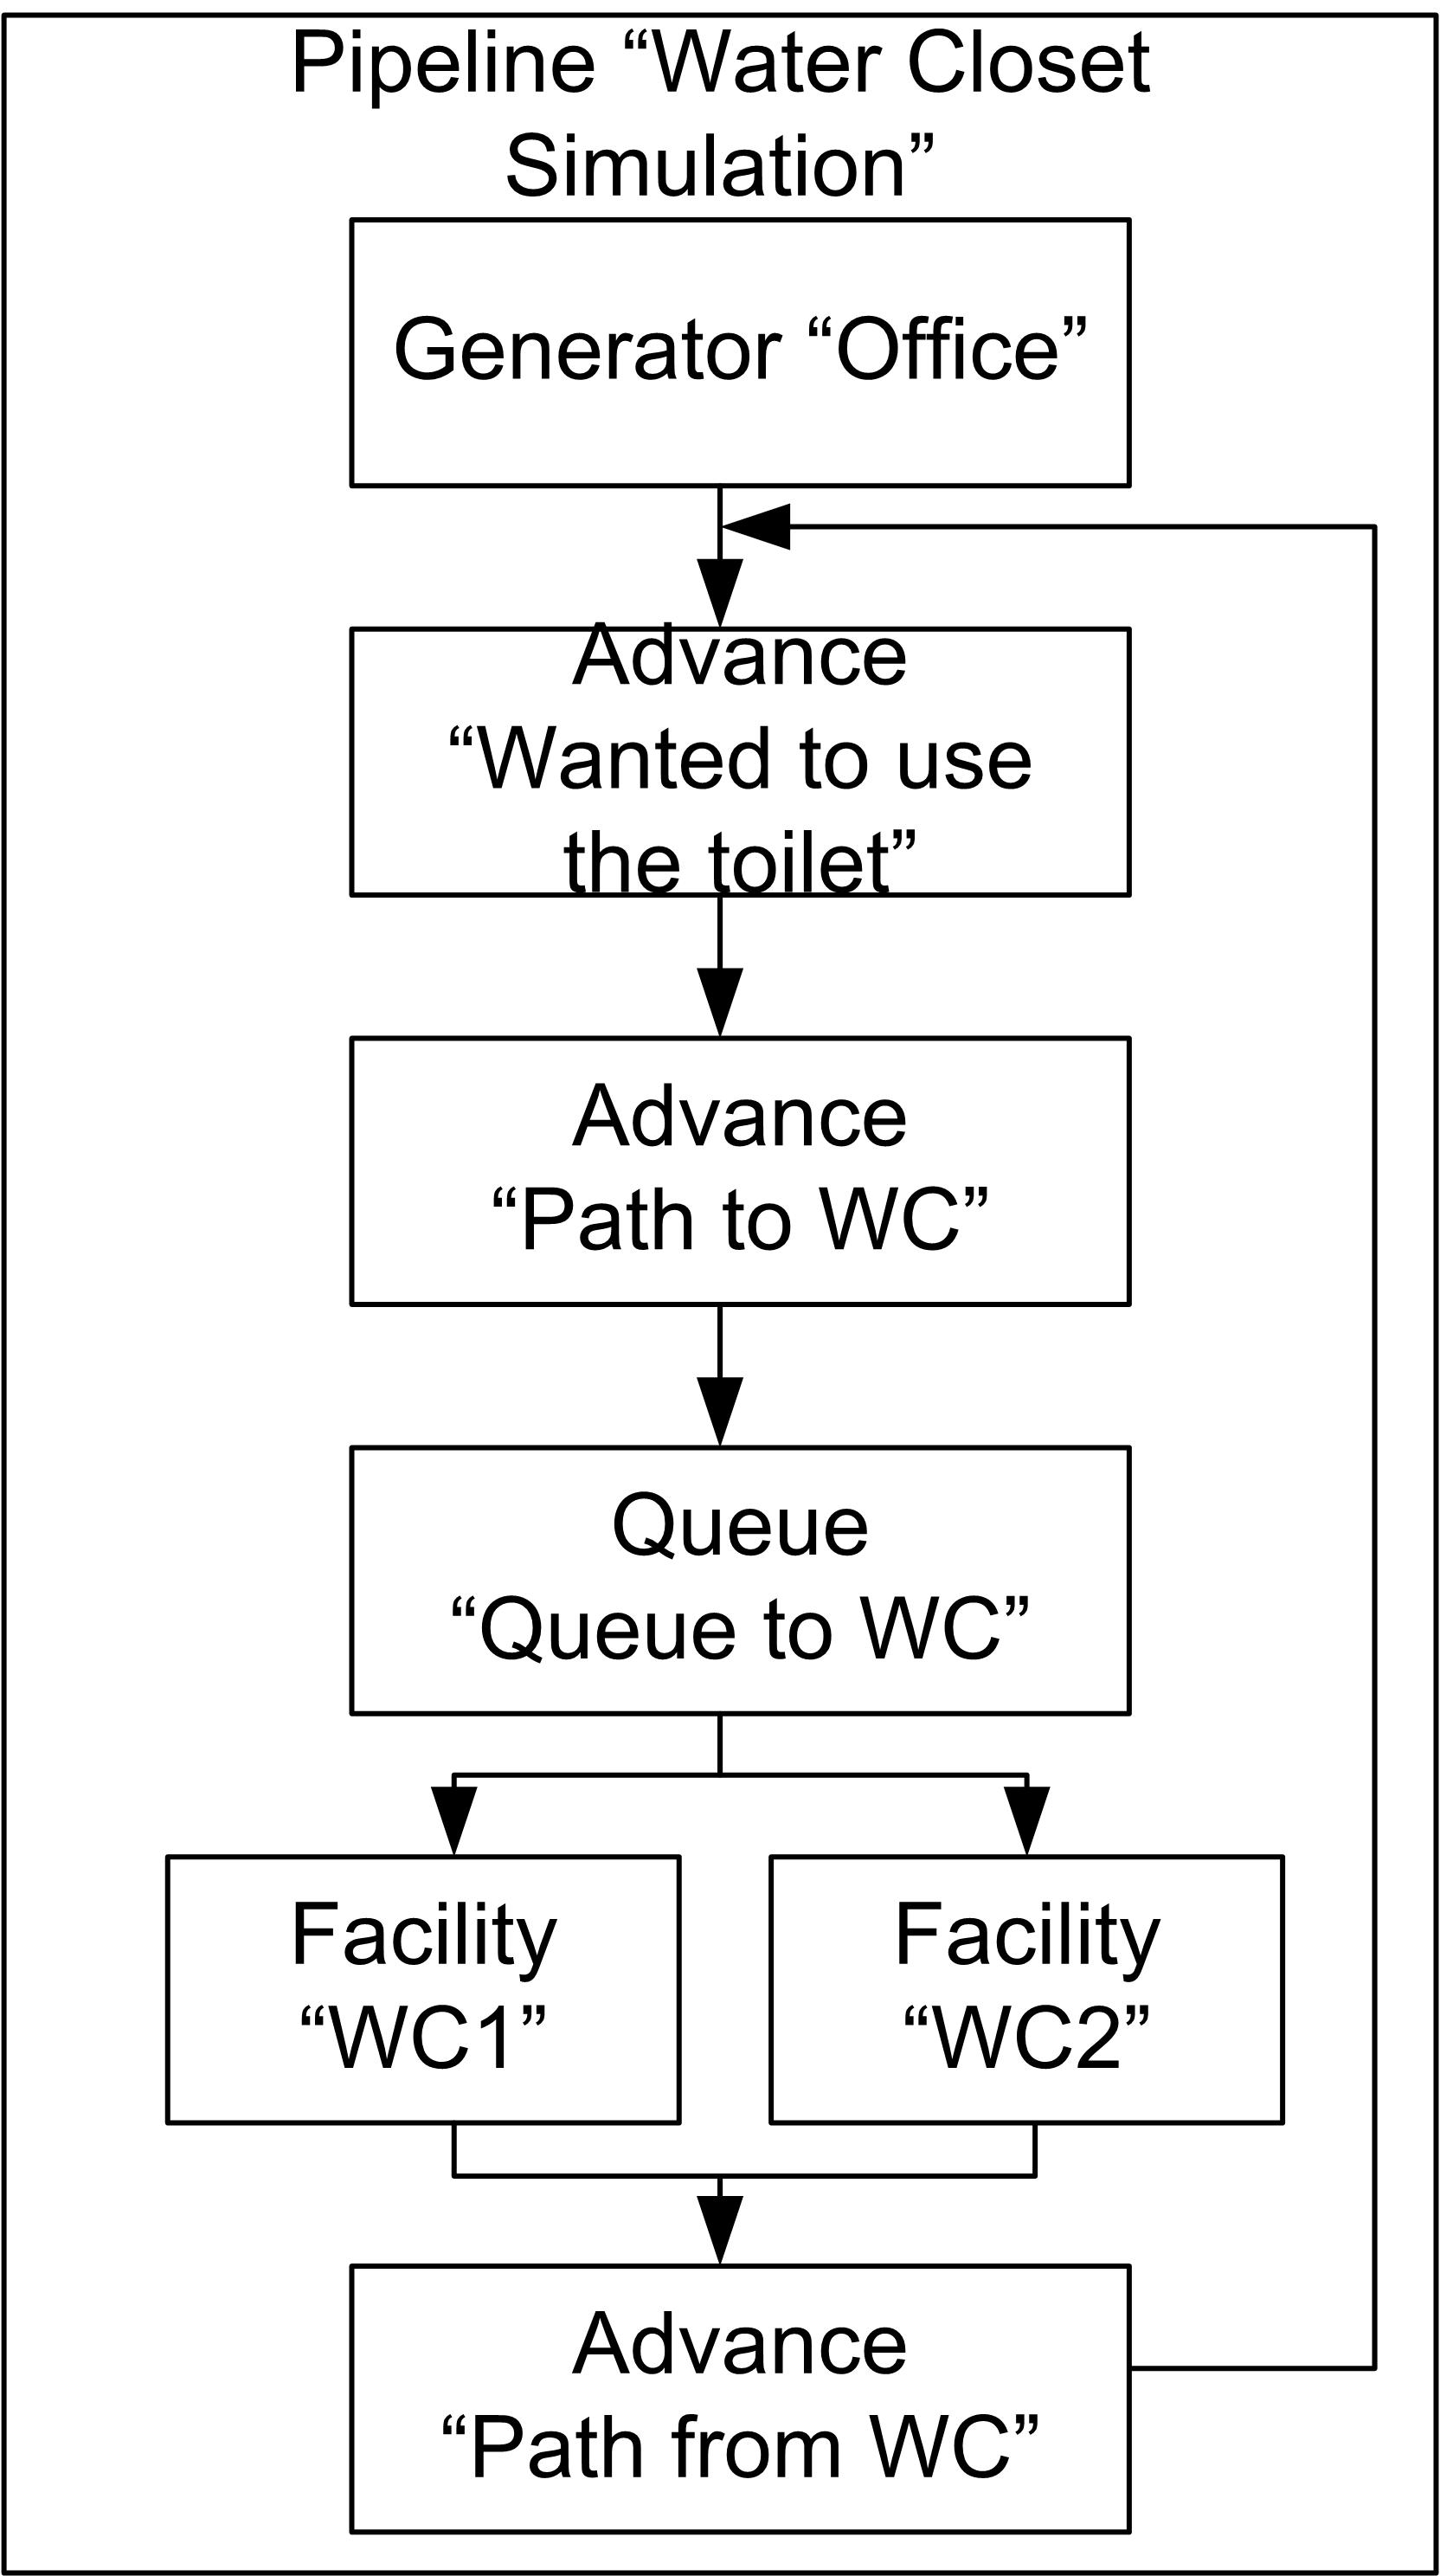 Pipeline “Water Closet
Simulation”
Generator “Office”
Advance
“Wanted to use
the toilet”
Advance
“Path to WC”
Queue
“Queue to WC”
Facility
“WC1”
Facility
“WC2”
Advance
“Path from WC”